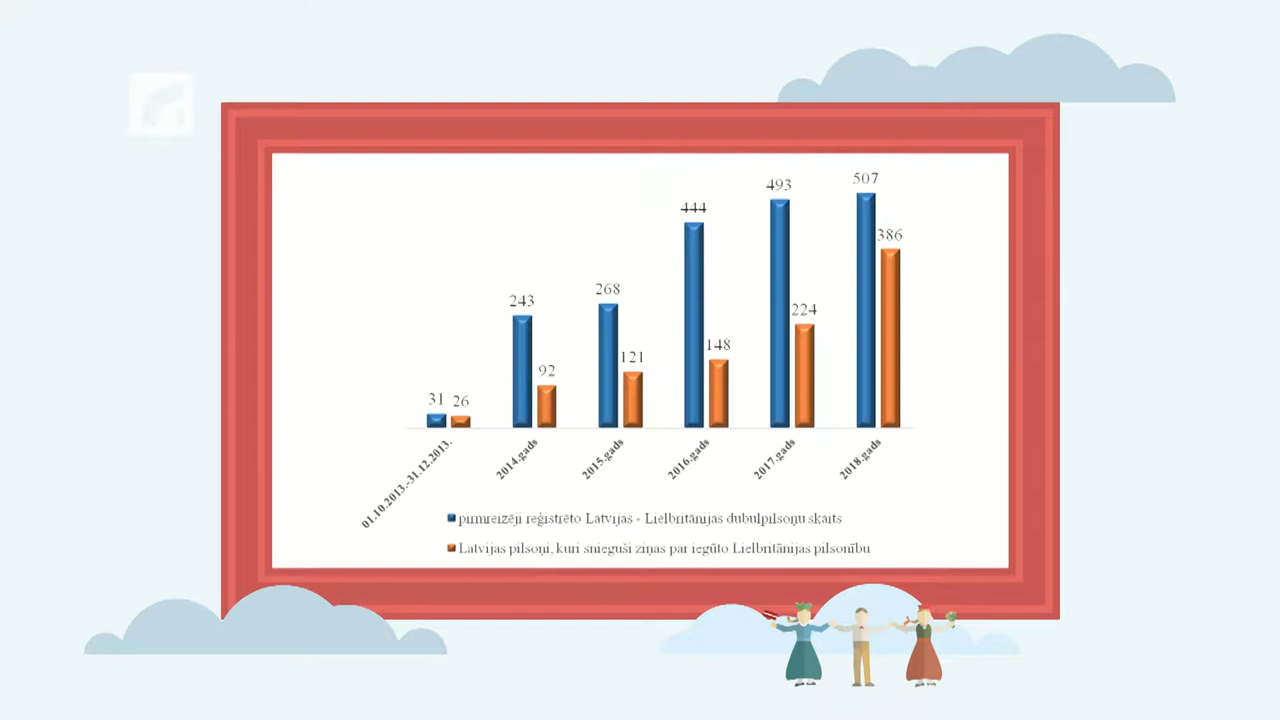 507
493
444
386
268
243
224
148
121
92
31 26
01.10.2013.-31.12.2013.
2014.gads
2015.gads
2016.gads
2017.gads
2018.gads
pirmreizēji reģistrēto Latvijas - Lielbritānijas dubulpilsoņu skaits
Latvijas pilsoņi, kuri snieguši ziņas par iegūto Lielbritānijas pilsonību